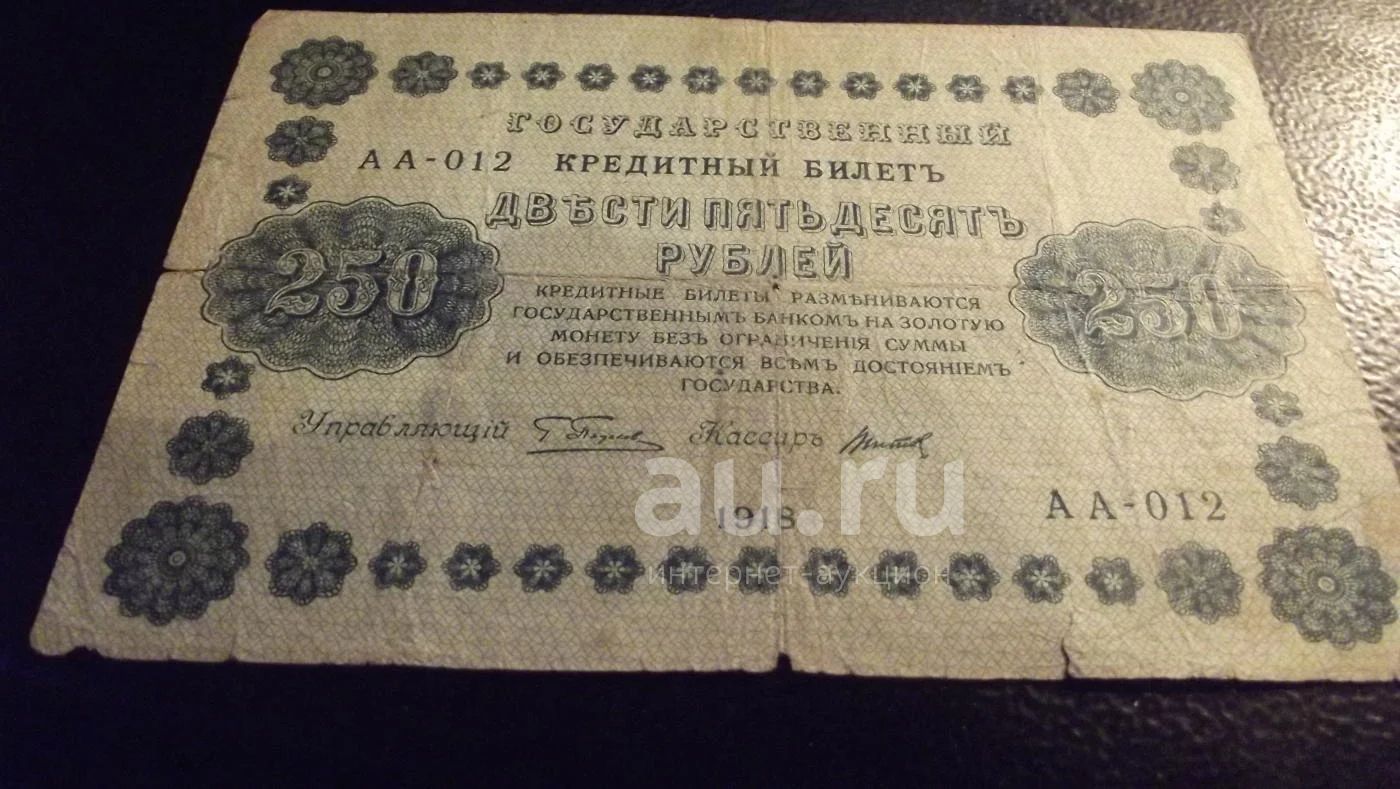 ГОСУДАРСТВЕННЫЙ
АА-012 КРЕДИТНЫЙ БИЛЕТЪ
ДВѢСТИ ПЯТЬДЕСЯТЪ
РУБЛЕЙ
250 250
КРЕДИТНЫЕ БИЛЕТЫ РАЗМѢНИВАЮТСЯ
ГОСУДАРСТВЕННЫМЪ БАНКОМЪ НА ЗОЛОТУЮ
МОНЕТУ БЕЗЪ ОГРАНИЧЕНІЯ СУММЫ
И ОБЕЗПЕЧИВАЮТСЯ ВСѢМЪ ДОСТОЯНІЕМЪ
ГОСУДАРСТВА.
Управляющій Кассиръ
au.ru
1918 АА-012
интернет-аукцион